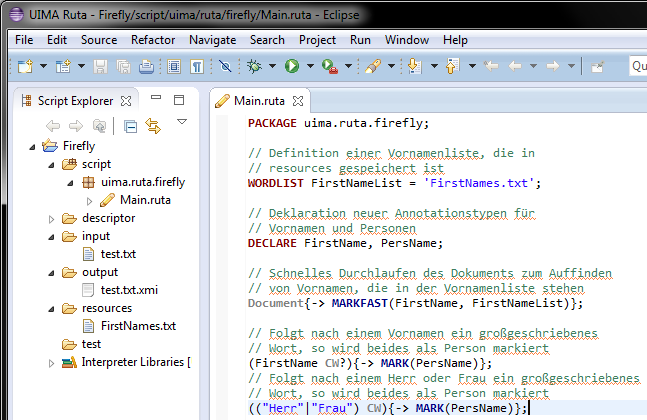 UIMA Ruta - Firefly/script/uima/ruta/firefly/Main.ruta - Eclipse
File Edit Source Refactor Navigate Search Project Run Window Help
Qu
Script Explorer
Firefly
script
uima.ruta.firefly
Main.ruta
descriptor
input
test.txt
output
test.txt.xmi
resources
FirstNames.txt
test
Interpreter Libraries [
Main.ruta
PACKAGE uima.ruta.firefly;
// Definition einer Vornamenliste, die in
// resources gespeichert ist
WORDLIST FirstNameList = 'FirstNames.txt';
// Deklaration neuer Annotationstypen für
// Vornamen und Personen
DECLARE FirstName, PersName;
// Schnelles Durchlaufen des Dokuments zum Auffinden
// von Vornamen, die in der Vornamenliste stehen
Document{-> MARKFAST(FirstName, FirstNameList)};
// Folgt nach einem Vornamen ein großgeschriebenes
// Wort, so wird beides als Person markiert
(FirstName CW?){-> MARK(PersName)};
// Folgt nach einem Herr oder Frau ein großgeschriebenes
// Wort, so wird beides als Person markiert
(("Herr"|"Frau") CW){-> MARK(PersName)};